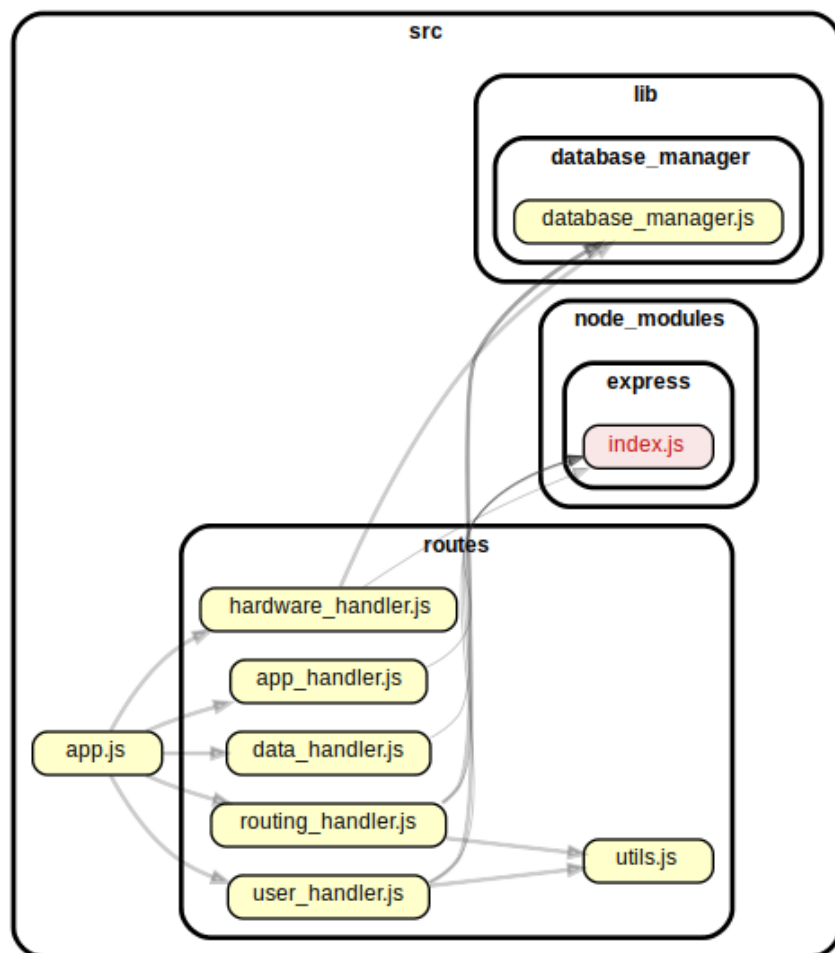 src
lib
database_manager
database_manager.js
node_modules
express
index.js
routes
hardware_handler.js
app_handler.js
app.js
data_handler.js
routing_handler.js
utils.js
user_handler.js